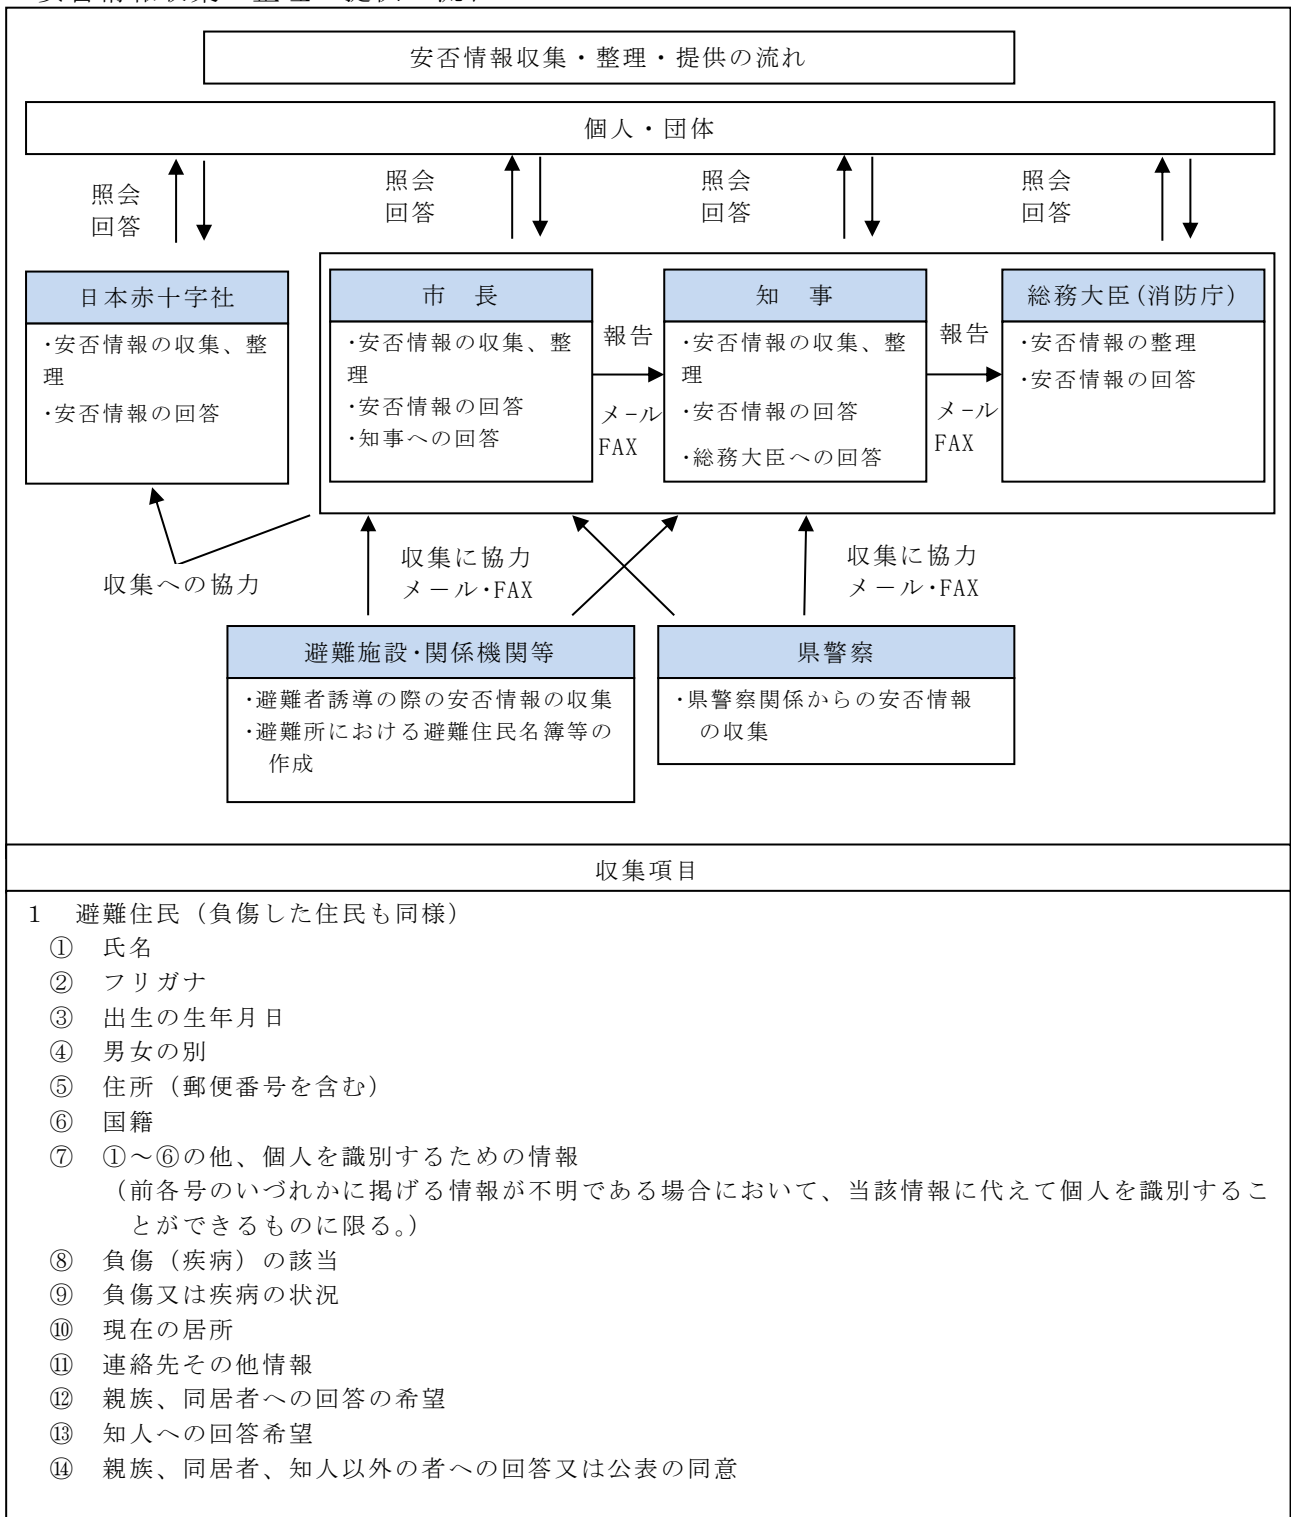 安否情報収集・整理・提供の流れ
個人・団体
照会
回答
照会
回答
照会
回答
照会
回答
日本赤十字社
・安否情報の収集、整
理
・安否情報の回答
市　長
・安否情報の収集、整
理
・安否情報の回答
・知事への回答
報告
メール
FAX
知　事
・安否情報の収集、整
理
・安否情報の回答
・総務大臣への回答
報告
メール
FAX
総務大臣(消防庁)
・安否情報の整理
・安否情報の回答
収集への協力
収集に協力
メール・FAX
収集に協力
メール・FAX
避難施設・関係機関等
・避難者誘導の際の安否情報の収集
・避難所における避難住民名簿等の
作成
県警察
・県警察関係からの安否情報
の収集
収集項目
1　避難住民（負傷した住民も同様）
①　氏名
②　フリガナ
③　出生の生年月日
④　男女の別
⑤　住所（郵便番号を含む）
⑥　国籍
⑦　①～⑥の他、個人を識別するための情報
（前各号のいづれかに掲げる情報が不明である場合において、当該情報に代えて個人を識別するこ
とができるものに限る。）
⑧　負傷（疾病）の該当
⑨　負傷又は疾病の状況
⑩　現在の居所
⑪　連絡先その他情報
⑫　親族、同居者への回答の希望
⑬　知人への回答希望
⑭　親族、同居者、知人以外の者への回答又は公表の同意